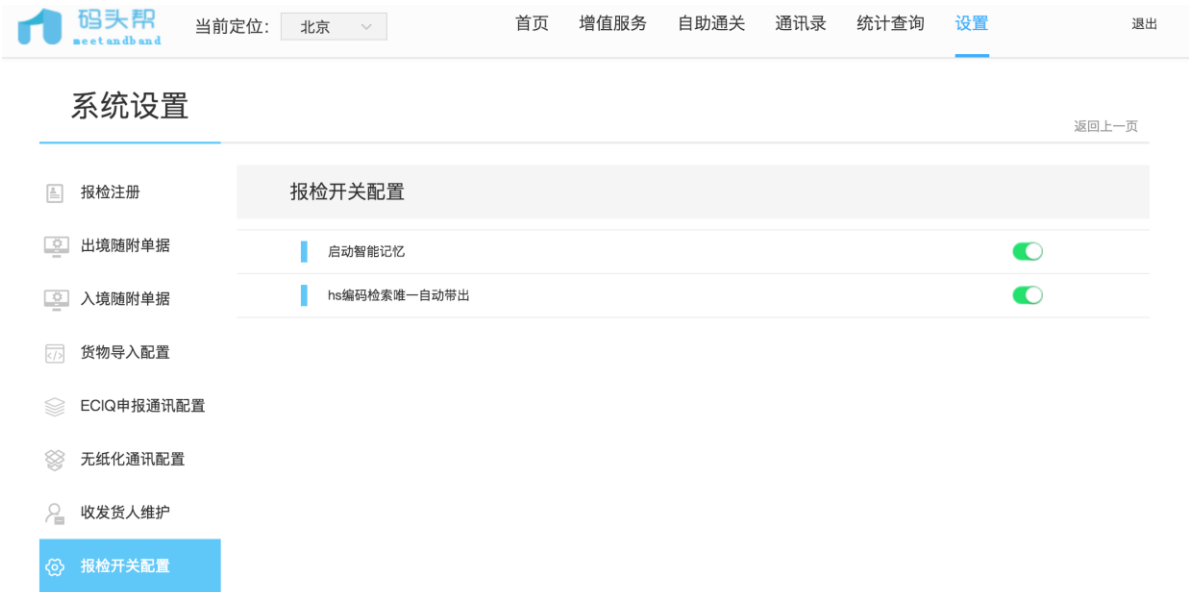 码头帮
meetandband
当前定位： 北京
首页 增值服务 自助通关 通讯录 统计查询 设置 退出
系统设置
返回上一页
报检注册
出境随附单据
入境随附单据
货物导入配置
ECIQ申报通讯配置
无纸化通讯配置
收发货人维护
报检开关配置
报检开关配置
启动智能记忆
hs编码检索唯一自动带出